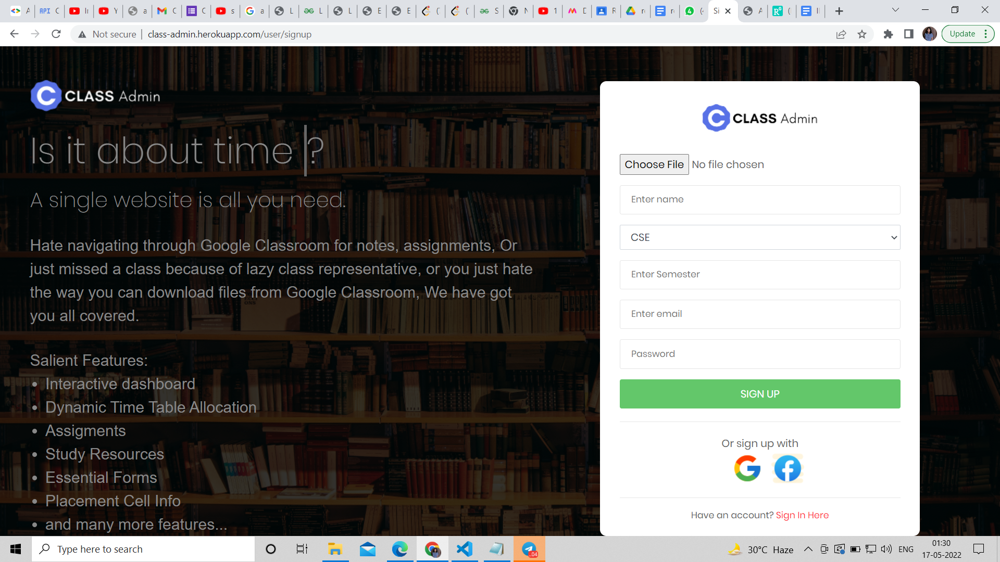 Not secure
class-admin.herokuapp.com/user/signup
Update
CLASS Admin
Is it about time ?
A single website is all you need.
Hate navigating through Google Classroom for notes, assignments, Or
just missed a class because of lazy class representative, or you just hate
the way you can download files from Google Classroom, We have got
you all covered.
Salient Features:
• Interactive dashboard
• Dynamic Time Table Allocation
• Assigments
• Study Resources
• Essential Forms
• Placement Cell Info
• and many more features...
CLASS Admin
Choose File No file chosen
Enter name
CSE
Enter Semester
Enter email
Password
SIGN UP
Or sign up with
Have an account? Sign In Here
Type here to search
30°C Haze
ENG
01:30
17-05-2022